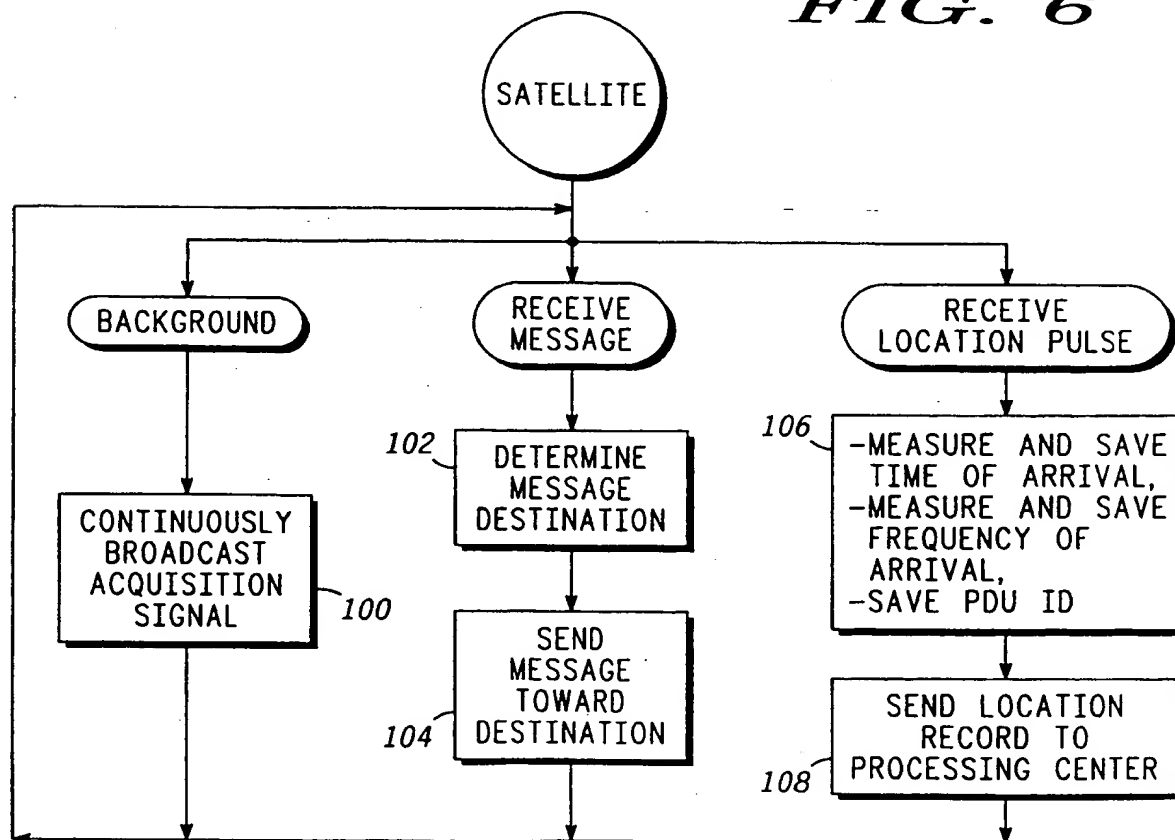 FIG. 6
SATELLITE
BACKGROUND
RECEIVE
MESSAGE
RECEIVE
LOCATION PULSE
102
DETERMINE
MESSAGE
DESTINATION
106
-MEASURE AND SAVE
TIME OF ARRIVAL,
-MEASURE AND SAVE
FREQUENCY OF
ARRIVAL,
-SAVE PDU ID
CONTINUOUSLY
BROADCAST
ACQUISITION
SIGNAL
100
SEND
MESSAGE
TOWARD
DESTINATION
104
SEND LOCATION
RECORD TO
PROCESSING CENTER
108